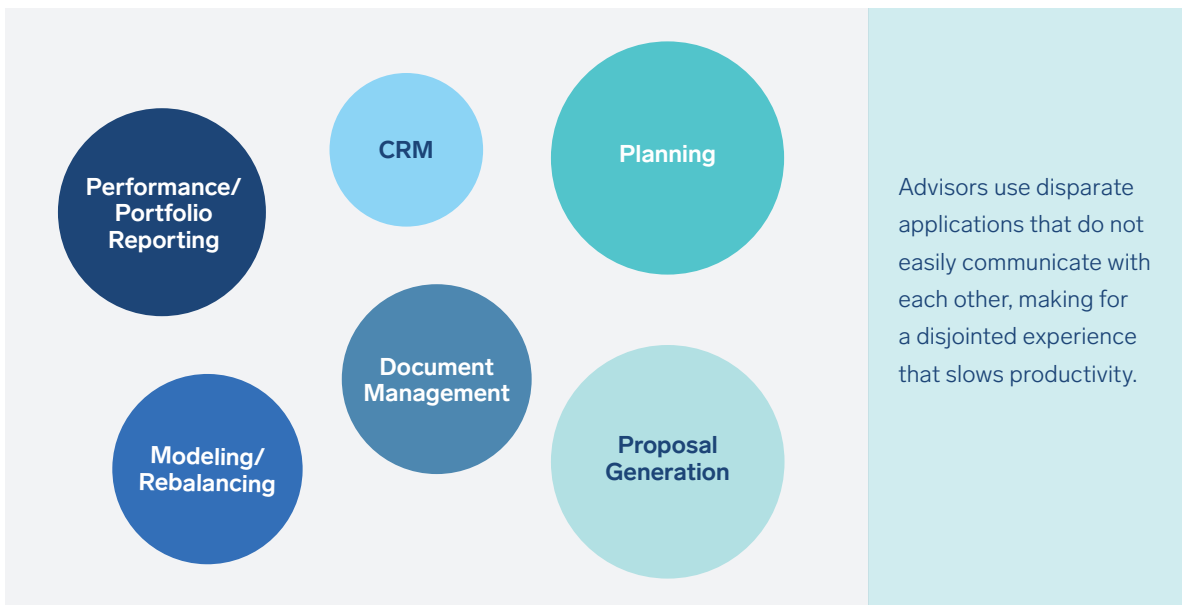 Performance/
Portfolio
Reporting
CRM
Planning
Document
Management
Modeling/
Rebalancing
Proposal
Generation
Advisors use disparate
applications that do not
easily communicate with
each other, making for
a disjointed experience
that slows productivity.